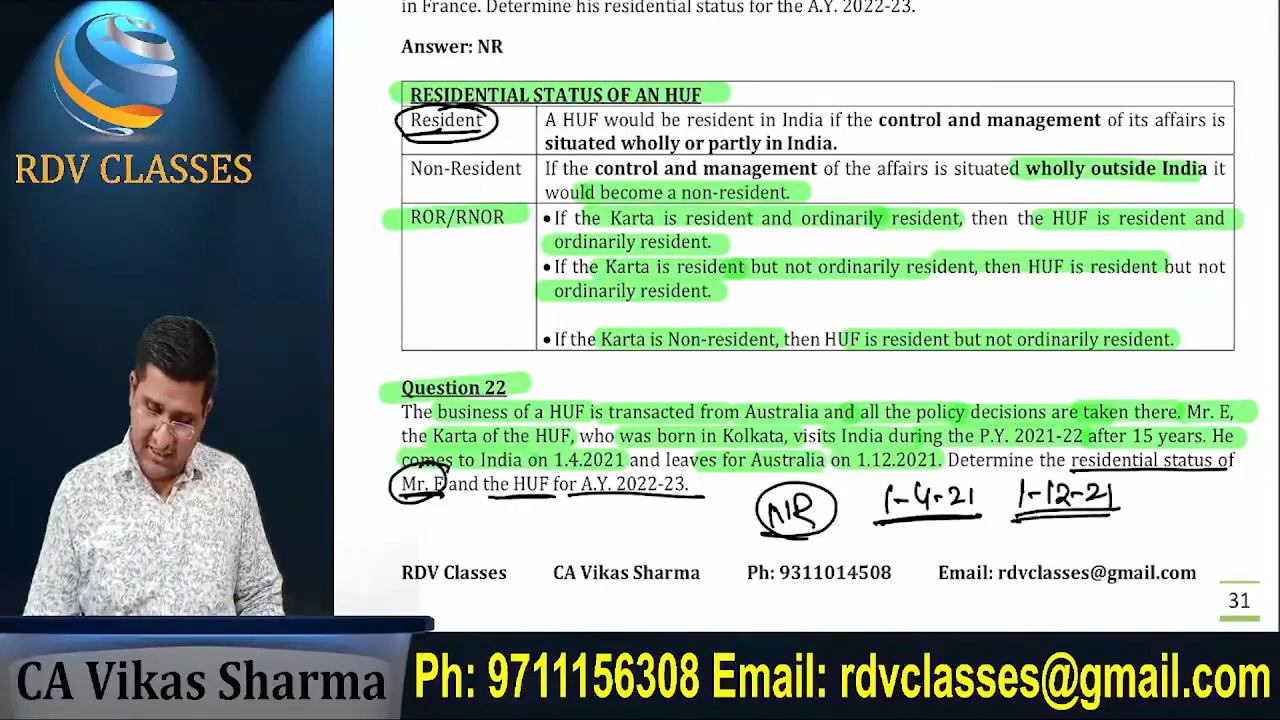 in France. Determine his residential status for the A.Y. 2022-23.
Answer: NR
RDV CLASSES
RESIDENTIAL STATUS OF AN HUF
Resident
A HUF would be resident in India if the control and management of its affairs is
situated wholly or partly in India.
Non-Resident
If the control and management of the affairs is situated wholly outside India it
would become a non-resident.
ROR/RNOR
•If the Karta is resident and ordinarily resident, then the HUF is resident and
ordinarily resident.
•If the Karta is resident but not ordinarily resident, then HUF is resident but not
ordinarily resident.
•If the Karta is Non-resident, then HUF is resident but not ordinarily resident.
Question 22
The business of a HUF is transacted from Australia and all the policy decisions are taken there. Mr. E,
the Karta of the HUF, who was born in Kolkata, visits India during the P.Y. 2021-22 after 15 years. He
comes to India on 1.4.2021 and leaves for Australia on 1.12.2021. Determine the residential status of
Mr. E and the HUF for A.Y. 2022-23.
NR 1-4-21 1-12-21
RDV Classes CA Vikas Sharma Ph: 9311014508 Email: rdvclasses@gmail.com
31
CA Vikas Sharma
Ph: 9711156308 Email: rdvclasses@gmail.com